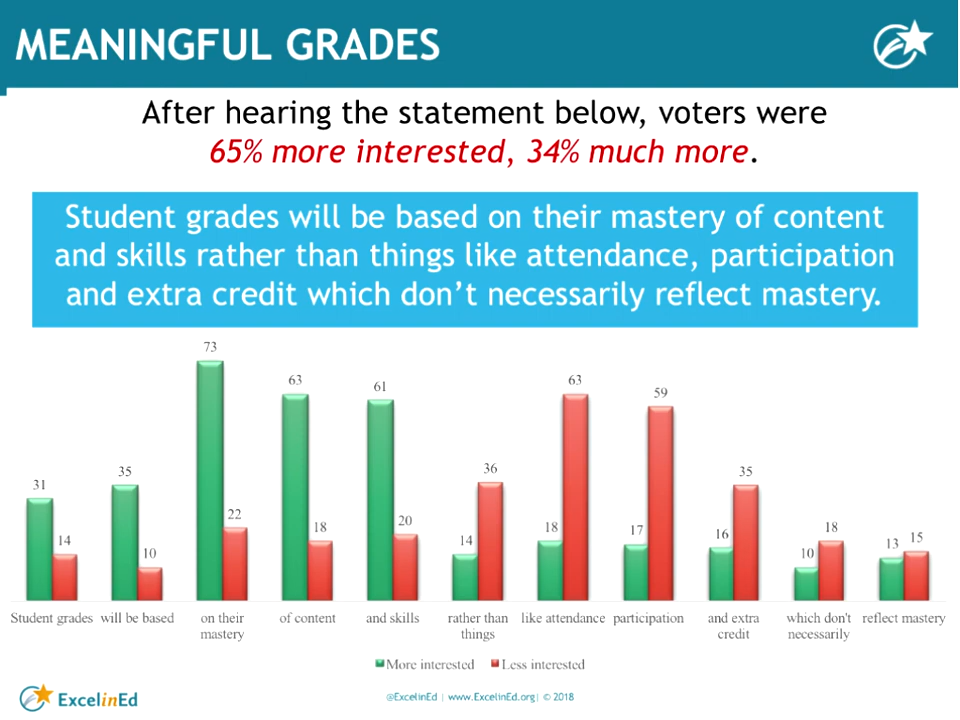 MEANINGFUL GRADES
After hearing the statement below, voters were
65% more interested, 34% much more.
Student grades will be based on their mastery of content
and skills rather than things like attendance, participation
and extra credit which don't necessarily reflect mastery.
73
63
61
63
59
31
35
36
35
14
10
22
18
20
14
18
17
16
10
18
13
15
Student grades
will be based
on their
mastery
of content
and skills
rather than
things
like attendance
participation
and extra
credit
which don't
necessarily
reflect mastery
More interested
Less interested
ExcelinEd
@ExcelinEd | www.ExcelinEd.org| © 2018